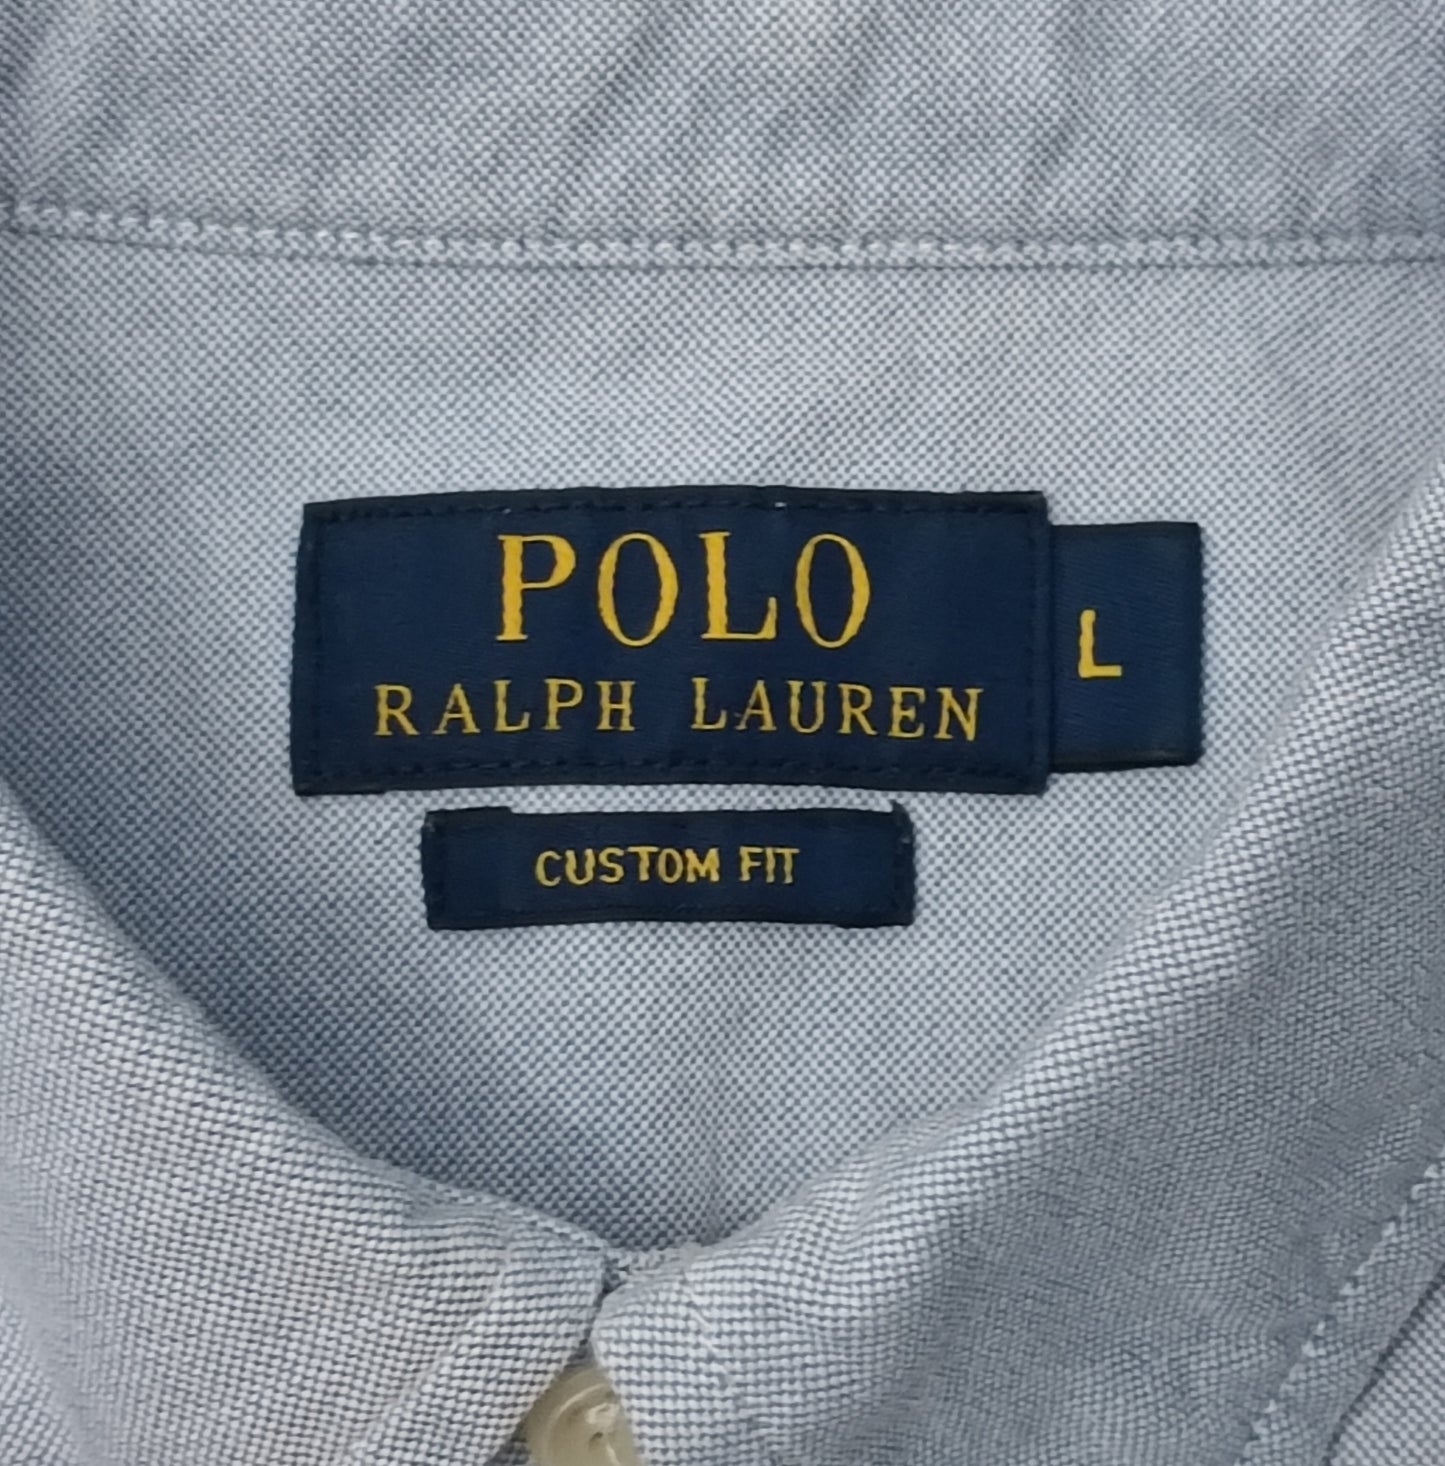 POLO
RALPH LAUREN
L
CUSTOM FIT